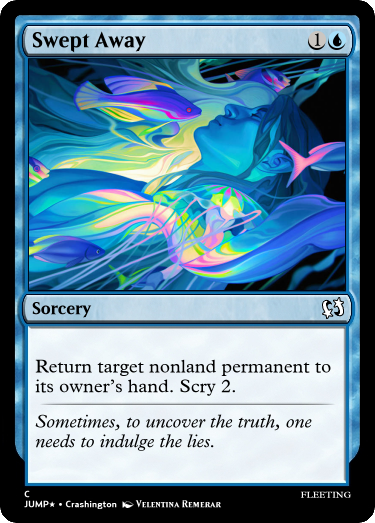 Swept Away 1
Sorcery
Return target nonland permanent to
its owner's hand. Scry 2.
Sometimes, to uncover the truth, one
needs to indulge the lies.
C FLEETING
JUMP★ • Crashington Velentina Remerar